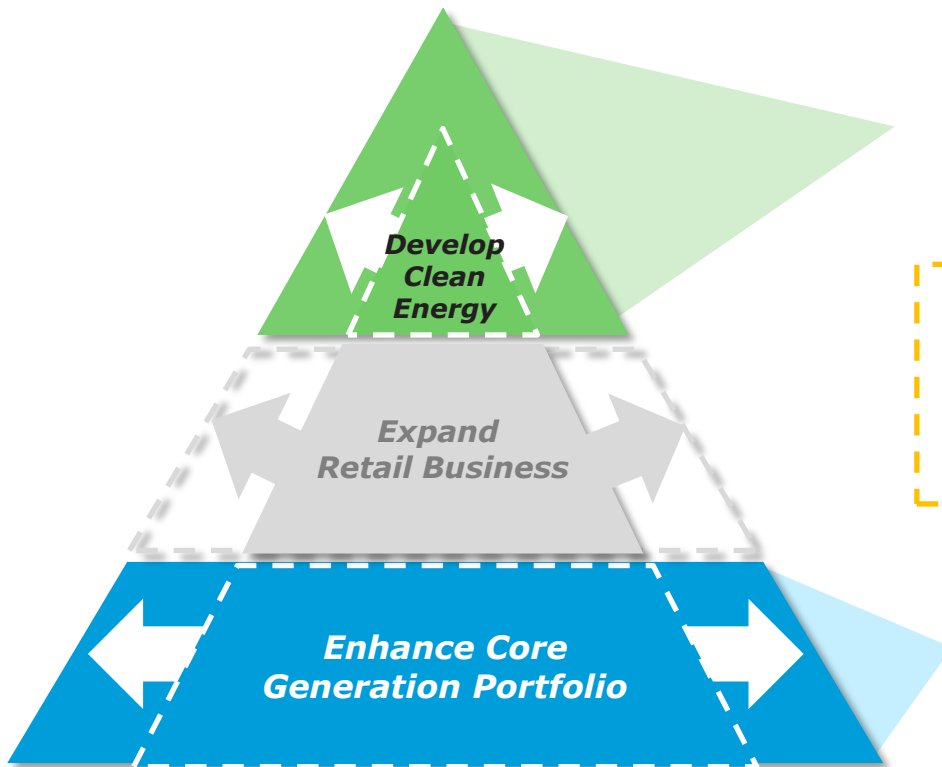 Develop
Clean
Energy
Expand
Retail Business
Enhance Core
Generation Portfolio